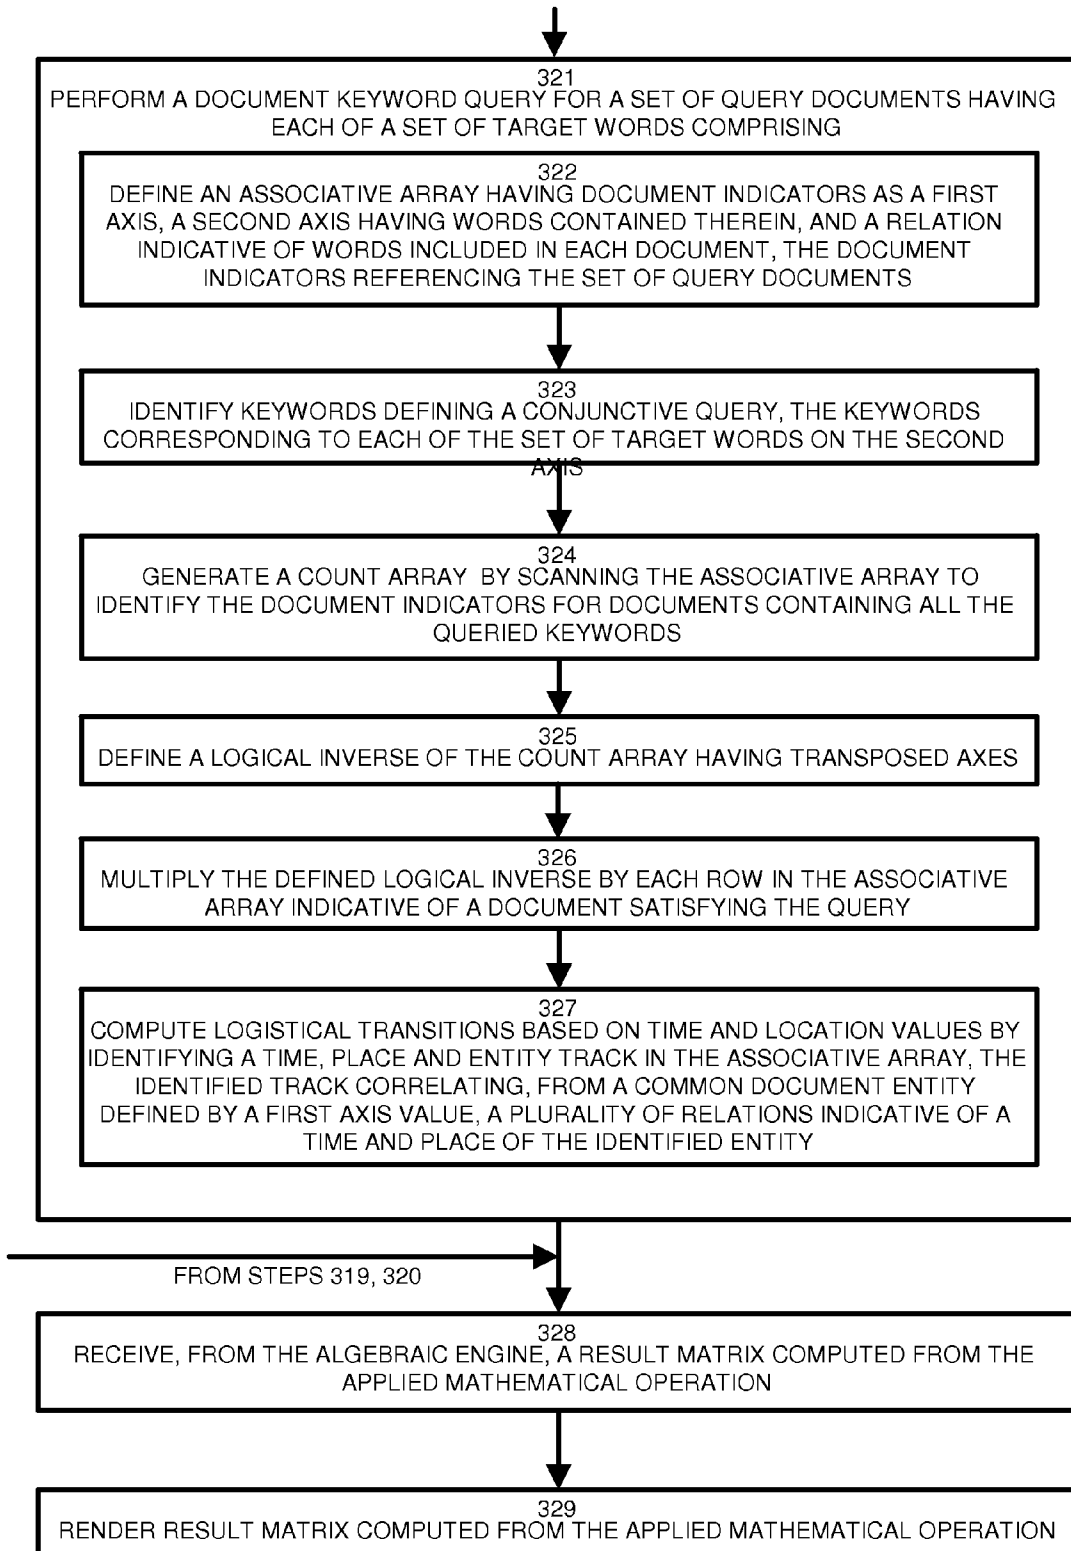 321
PERFORM A DOCUMENT KEYWORD QUERY FOR A SET OF QUERY DOCUMENTS HAVING
EACH OF A SET OF TARGET WORDS COMPRISING
322
DEFINE AN ASSOCIATIVE ARRAY HAVING DOCUMENT INDICATORS AS A FIRST
AXIS, A SECOND AXIS HAVING WORDS CONTAINED THEREIN, AND A RELATION
INDICATIVE OF WORDS INCLUDED IN EACH DOCUMENT, THE DOCUMENT
INDICATORS REFERENCING THE SET OF QUERY DOCUMENTS
323
IDENTIFY KEYWORDS DEFINING A CONJUNCTIVE QUERY, THE KEYWORDS
CORRESPONDING TO EACH OF THE SET OF TARGET WORDS ON THE SECOND
AXIS
324
GENERATE A COUNT ARRAY BY SCANNING THE ASSOCIATIVE ARRAY TO
IDENTIFY THE DOCUMENT INDICATORS FOR DOCUMENTS CONTAINING ALL THE
QUERIED KEYWORDS
325
DEFINE A LOGICAL INVERSE OF THE COUNT ARRAY HAVING TRANSPOSED AXES
326
MULTIPLY THE DEFINED LOGICAL INVERSE BY EACH ROW IN THE ASSOCIATIVE
ARRAY INDICATIVE OF A DOCUMENT SATISFYING THE QUERY
327
COMPUTE LOGISTICAL TRANSITIONS BASED ON TIME AND LOCATION VALUES BY
IDENTIFYING A TIME, PLACE AND ENTITY TRACK IN THE ASSOCIATIVE ARRAY, THE
IDENTIFIED TRACK CORRELATING, FROM A COMMON DOCUMENT ENTITY
DEFINED BY A FIRST AXIS VALUE, A PLURALITY OF RELATIONS INDICATIVE OF A
TIME AND PLACE OF THE IDENTIFIED ENTITY
FROM STEPS 319, 320
328
RECEIVE, FROM THE ALGEBRAIC ENGINE, A RESULT MATRIX COMPUTED FROM THE
APPLIED MATHEMATICAL OPERATION
329
RENDER RESULT MATRIX COMPUTED FROM THE APPLIED MATHEMATICAL OPERATION